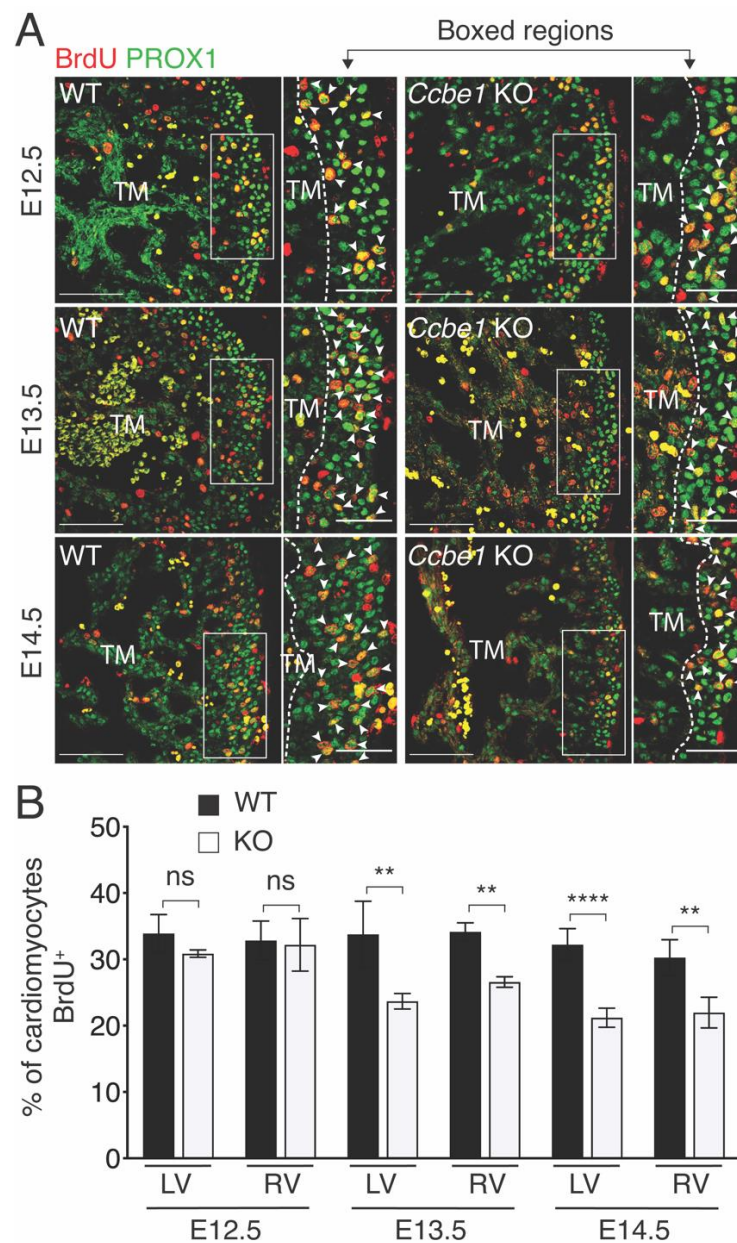 A
Boxed regions
BrdU PROX1
WT
Ccbe1 KO
TM
TM
TM
TM
E12.5
WT
Ccbe1 KO
TM
TM
TM
TM
E13.5
WT
Ccbe1 KO
TM
TM
TM
TM
E14.5
B
WT
KO
50
40
30
20
10
0
% of cardiomyocytes
BrdU+
ns
ns
**
**
****
**
LV RV LV RV LV RV
E12.5 E13.5 E14.5